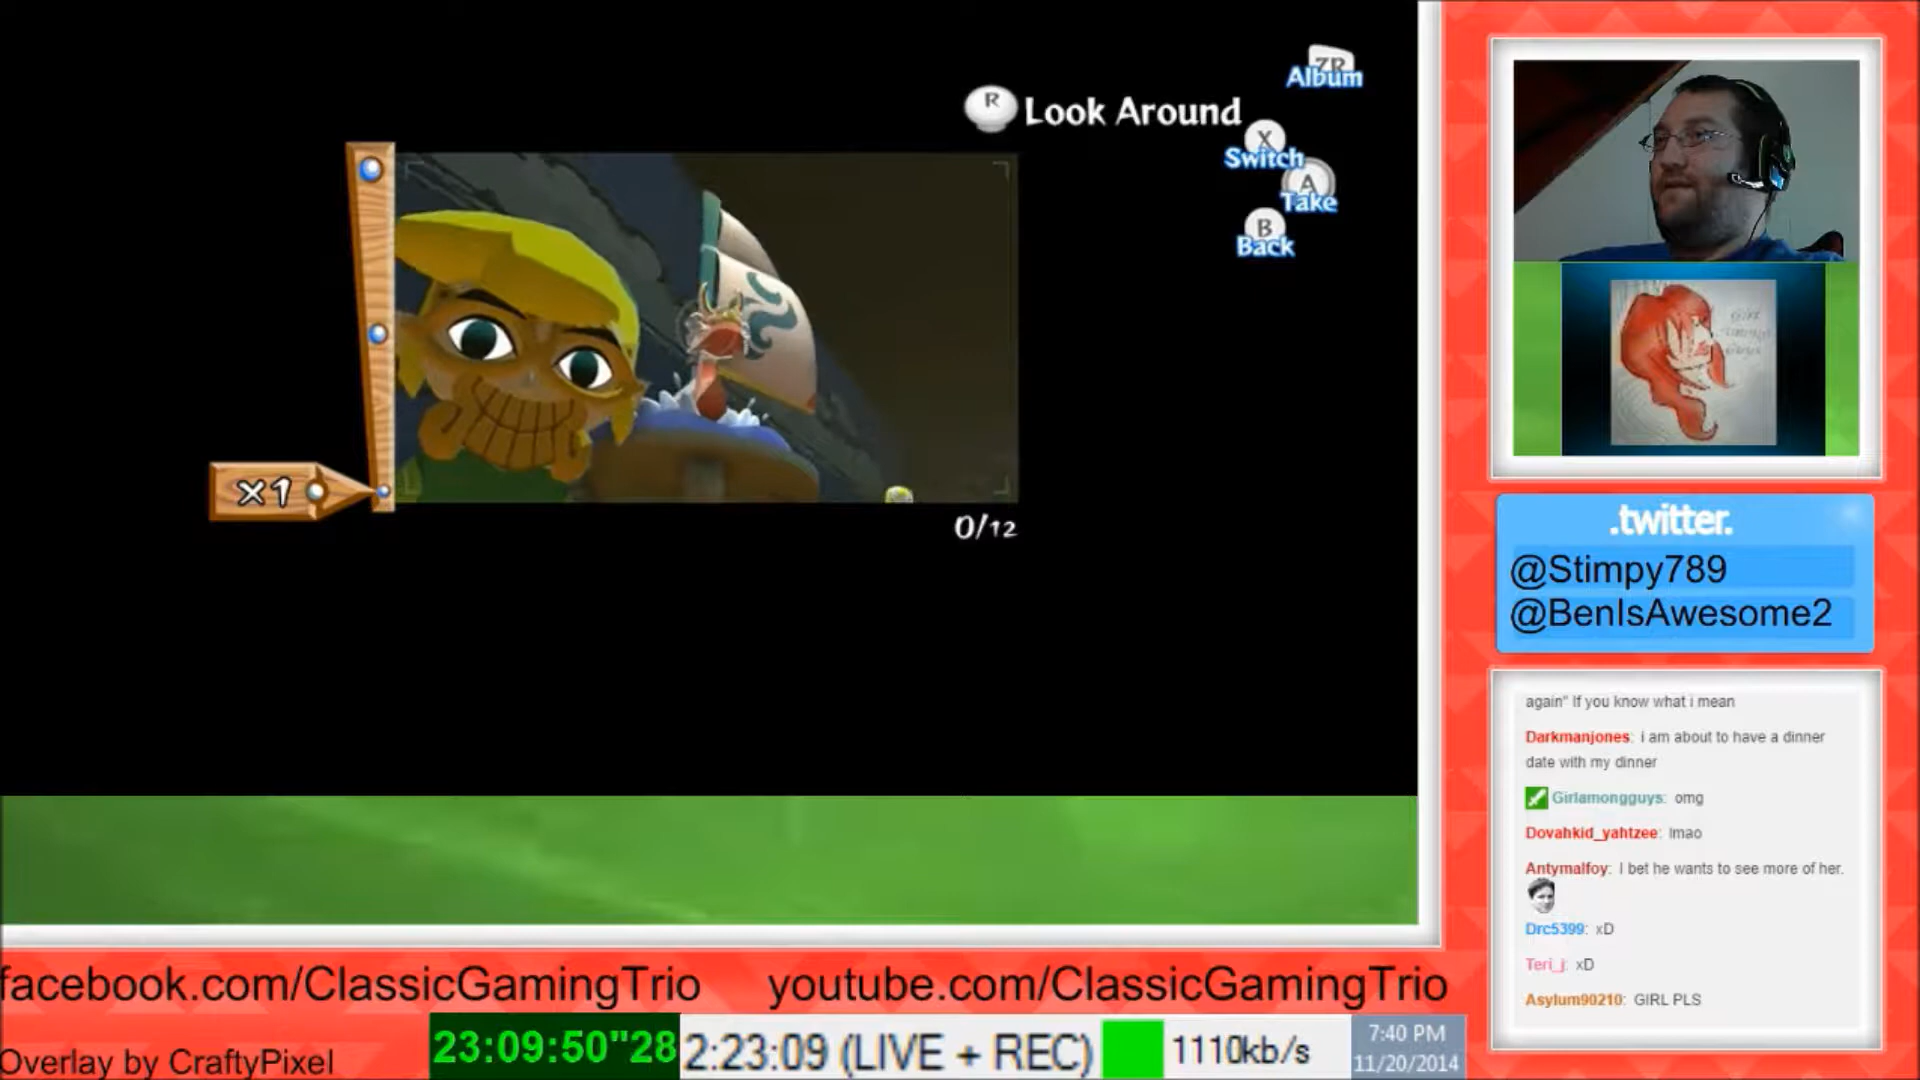 ZR
Album
R
Look Around
X
Switch
A
Take
B
Back
x1
0/12
Girl
.twitter.
@Stimpy789
@BenIsAwesome2
again" If you know what i mean
Darkmanjones: i am about to have a dinner
date with my dinner
Girlamongguys: omg
Dovahkid_yahtzee: lmao
Antymalfoy: I bet he wants to see more of her.
Drc5399: xD
Teri_j: xD
Asylum90210: GIRL PLS
facebook.com/ClassicGamingTrio
youtube.com/ClassicGamingTrio
Overlay by CraftyPixel
23:09:50"28
2:23:09 (LIVE + REC)
1110kb/s
7:40 PM
11/20/2014